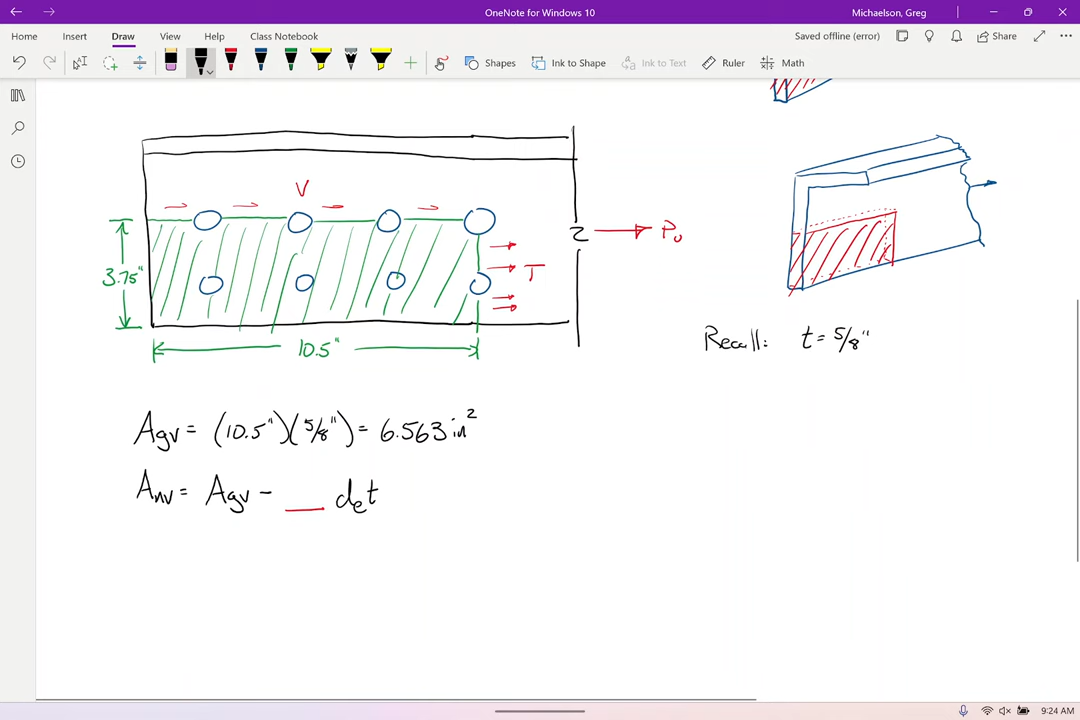 OneNote for Windows 10
Michaelson, Greg
Home Insert Draw View Help Class Notebook
Saved offline (error) Share
Shapes Ink to Shape Ink to Text Ruler Math
V
3.75"
T
Pu
10.5"
Recall: t = 5/8"
Agv = (10.5")(5/8") = 6.563 in²
Anv = Agv - __ det
9:24 AM